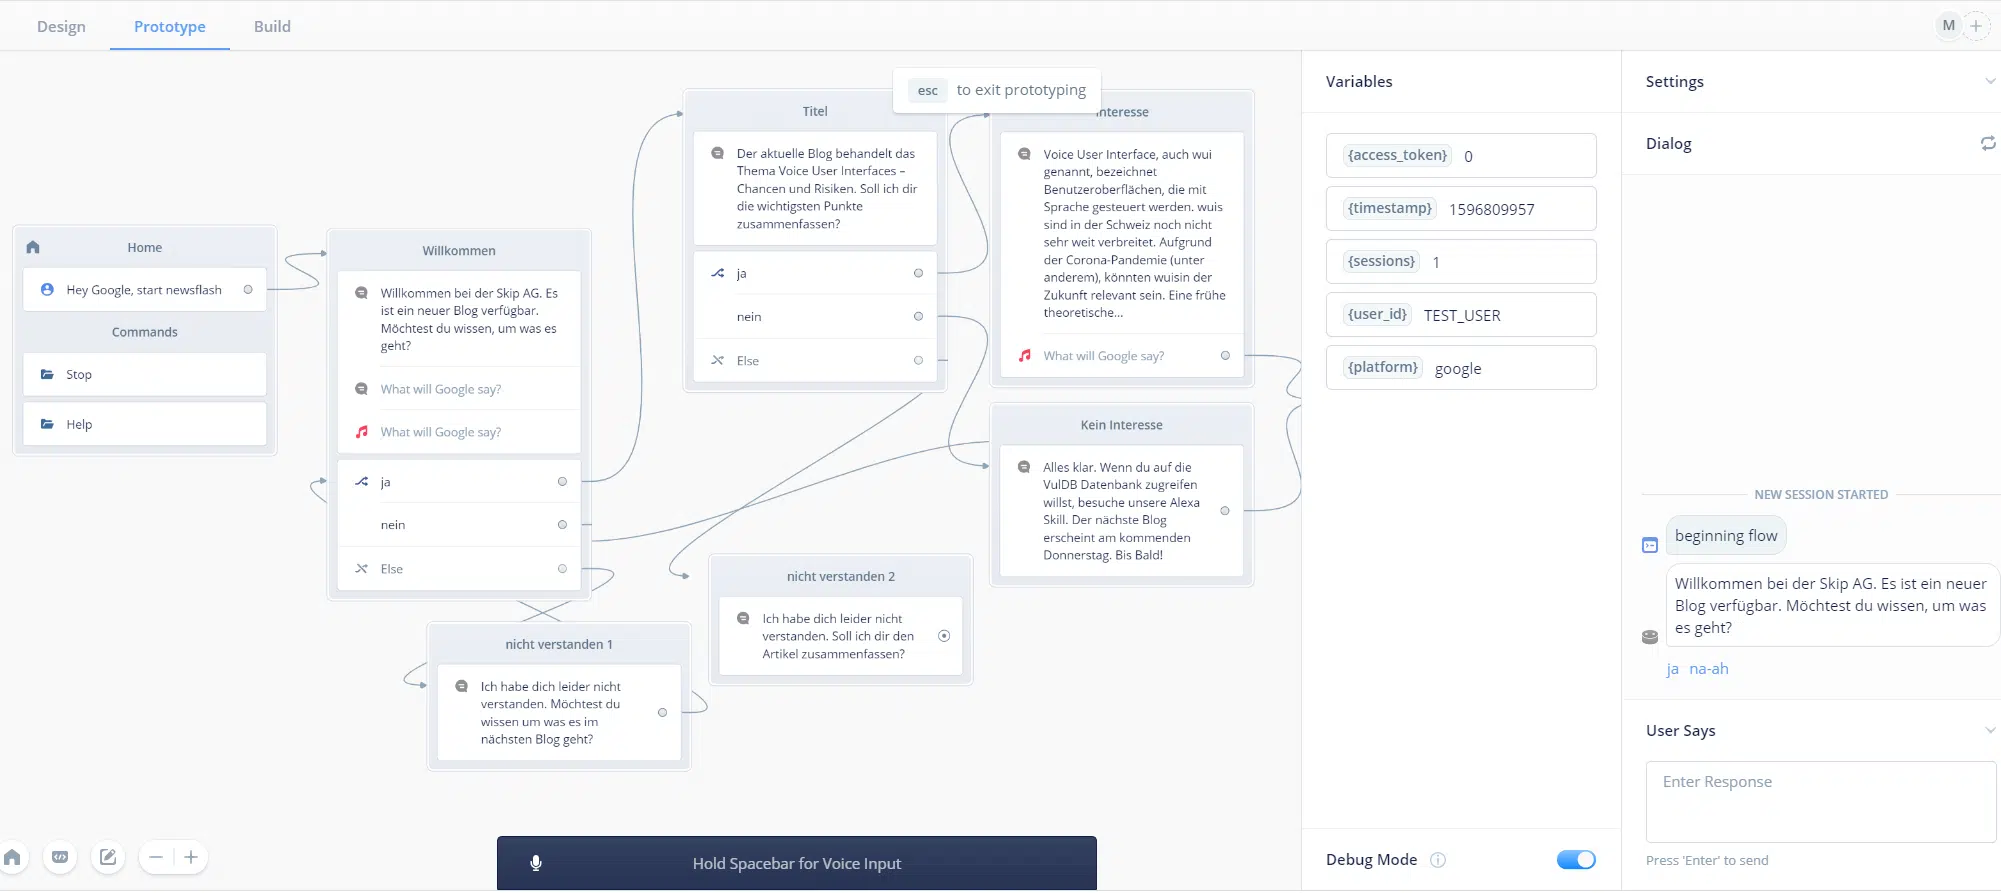 Design
Prototype
Build
M
esc to exit prototyping
Home
Hey Google, start newsflash
Commands
Stop
Help
Willkommen
Willkommen bei der Skip AG. Es
ist ein neuer Blog verfügbar.
Möchtest du wissen, um was es
geht?
What will Google say?
What will Google say?
ja
nein
Else
nicht verstanden 1
Ich habe dich leider nicht
verstanden. Möchtest du
wissen um was es im
nächsten Blog geht?
Titel
Der aktuelle Blog behandelt das
Thema Voice User Interfaces –
Chancen und Risiken. Soll ich dir
die wichtigsten Punkte
zusammenfassen?
ja
nein
Else
nicht verstanden 2
Ich habe dich leider nicht
verstanden. Soll ich dir den
Artikel zusammenfassen?
Interesse
Voice User Interface, auch wui
genannt, bezeichnet
Benutzeroberflächen, die mit
Sprache gesteuert werden. wuis
sind in der Schweiz noch nicht
sehr weit verbreitet. Aufgrund
der Corona-Pandemie (unter
anderem), könnten wuisin der
Zukunft relevant sein. Eine frühe
theoretische...
What will Google say?
Kein Interesse
Alles klar. Wenn du auf die
VulDB Datenbank zugreifen
willst, besuche unsere Alexa
Skill. Der nächste Blog
erscheint am kommenden
Donnerstag. Bis Bald!
Hold Spacebar for Voice Input
Variables
{access_token} 0
{timestamp} 1596809957
{sessions} 1
{user_id} TEST_USER
{platform} google
Debug Mode
Settings
Dialog
NEW SESSION STARTED
beginning flow
Willkommen bei der Skip AG. Es ist ein neuer
Blog verfügbar. Möchtest du wissen, um was
es geht?
ja na-ah
User Says
Enter Response
Press 'Enter' to send